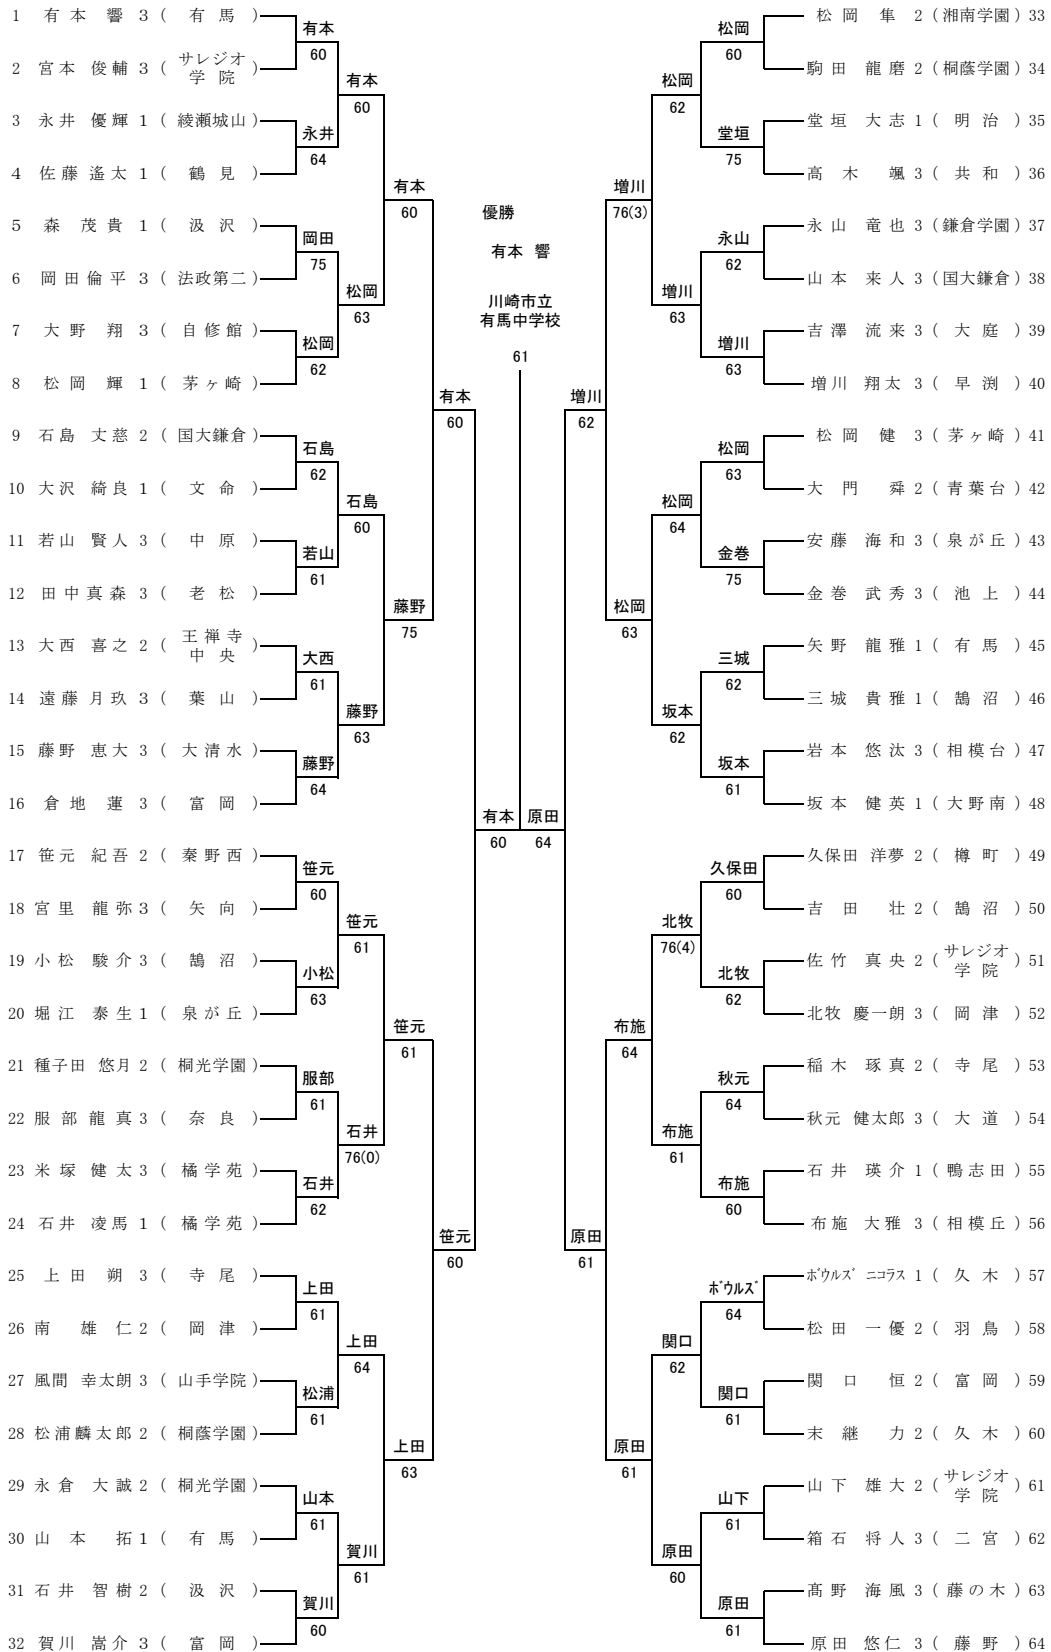 1 有本 響 3 ( 有馬 )
2 宮本 俊輔 3 ( サレジオ学院 )
3 永井 優輝 1 ( 綾瀬城山 )
4 佐藤 遙太 1 ( 鶴見 )
5 森 茂貴 1 ( 汲沢 )
6 岡田 倫平 3 ( 法政第二 )
7 大野 翔 3 ( 自修館 )
8 松岡 輝 1 ( 茅ヶ崎 )
9 石島 丈慈 2 ( 国大鎌倉 )
10 大沢 綺良 1 ( 文命 )
11 若山 賢人 3 ( 中原 )
12 田中 真森 3 ( 老松 )
13 大西 喜之 2 ( 王禅寺中央 )
14 遠藤 月玖 3 ( 葉山 )
15 藤野 恵大 3 ( 大清水 )
16 倉地 蓮 3 ( 富岡 )
17 笹元 紀吾 2 ( 秦野西 )
18 宮里 龍弥 3 ( 矢向 )
19 小松 駿介 3 ( 鵠沼 )
20 堀江 泰生 1 ( 泉が丘 )
21 種子田 悠月 2 ( 桐光学園 )
22 服部 龍真 3 ( 奈良 )
23 米塚 健太 3 ( 橘学苑 )
24 石井 凌馬 1 ( 橘学苑 )
25 上田 朔 3 ( 寺尾 )
26 南 雄仁 2 ( 岡津 )
27 風間 幸太朗 3 ( 山手学院 )
28 松浦 麟太郎 2 ( 桐蔭学園 )
29 永倉 大誠 2 ( 桐光学園 )
30 山本 拓 1 ( 有馬 )
31 石井 智樹 2 ( 汲沢 )
32 賀川 嵩介 3 ( 富岡 )
有本 60
永井 64
岡田 75
松岡 62
石島 62
若山 61
大西 61
藤野 64
笹元 60
小松 63
服部 61
石井 62
上田 61
松浦 61
山本 61
賀川 60
有本 60
松岡 63
石島 60
藤野 63
笹元 61
石井 76(0)
上田 64
賀川 61
有本 60
藤野 75
笹元 61
上田 63
有本 60
笹元 60
有本 60
優勝
有本 響
川崎市立
有馬中学校
61
原田 64
増川 62
原田 61
増川 76(3)
松岡 63
布施 64
原田 61
松岡 62
増川 63
松岡 64
坂本 62
北牧 76(4)
布施 61
関口 62
原田 60
松岡 60
堂垣 75
永山 62
増川 63
松岡 63
金巻 75
三城 62
坂本 61
久保田 60
北牧 62
秋元 64
布施 60
ボウルズ 64
関口 61
山下 61
原田 61
松岡 隼 2 ( 湘南学園 ) 33
駒田 龍磨 2 ( 桐蔭学園 ) 34
堂垣 大志 1 ( 明治 ) 35
高木 颯 3 ( 共和 ) 36
永山 竜也 3 ( 鎌倉学園 ) 37
山本 来人 3 ( 国大鎌倉 ) 38
吉澤 流来 3 ( 大庭 ) 39
増川 翔太 3 ( 早渕 ) 40
松岡 健 3 ( 茅ヶ崎 ) 41
大門 舜 2 ( 青葉台 ) 42
安藤 海和 3 ( 泉が丘 ) 43
金巻 武秀 3 ( 池上 ) 44
矢野 龍雅 1 ( 有馬 ) 45
三城 貴雅 1 ( 鵠沼 ) 46
岩本 悠汰 3 ( 相模台 ) 47
坂本 健英 1 ( 大野南 ) 48
久保田 洋夢 2 ( 樽町 ) 49
吉田 壮 2 ( 鵠沼 ) 50
佐竹 真央 2 ( サレジオ学院 ) 51
北牧 慶一朗 3 ( 岡津 ) 52
稲木 琢真 2 ( 寺尾 ) 53
秋元 健太郎 3 ( 大道 ) 54
石井 瑛介 1 ( 鴨志田 ) 55
布施 大雅 3 ( 相模丘 ) 56
ボウルズ ニコラス 1 ( 久木 ) 57
松田 一優 2 ( 羽鳥 ) 58
関口 恒 2 ( 富岡 ) 59
末継 力 2 ( 久木 ) 60
山下 雄大 2 ( サレジオ学院 ) 61
箱石 将人 3 ( 二宮 ) 62
髙野 海風 3 ( 藤の木 ) 63
原田 悠仁 3 ( 藤野 ) 64